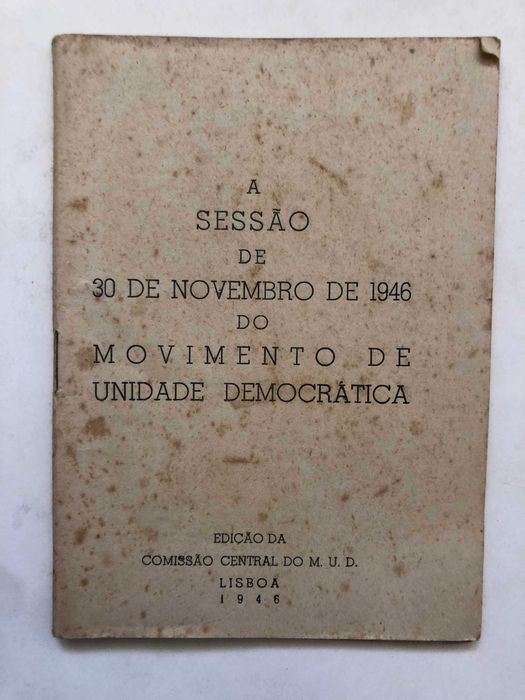 A
SESSÃO
DE
30 DE NOVEMBRO DE 1946
DO
MOVIMENTO DE
UNIDADE DEMOCRÁTICA
EDIÇÃO DA
COMISSÃO CENTRAL DO M. U. D.
LISBOA
1946